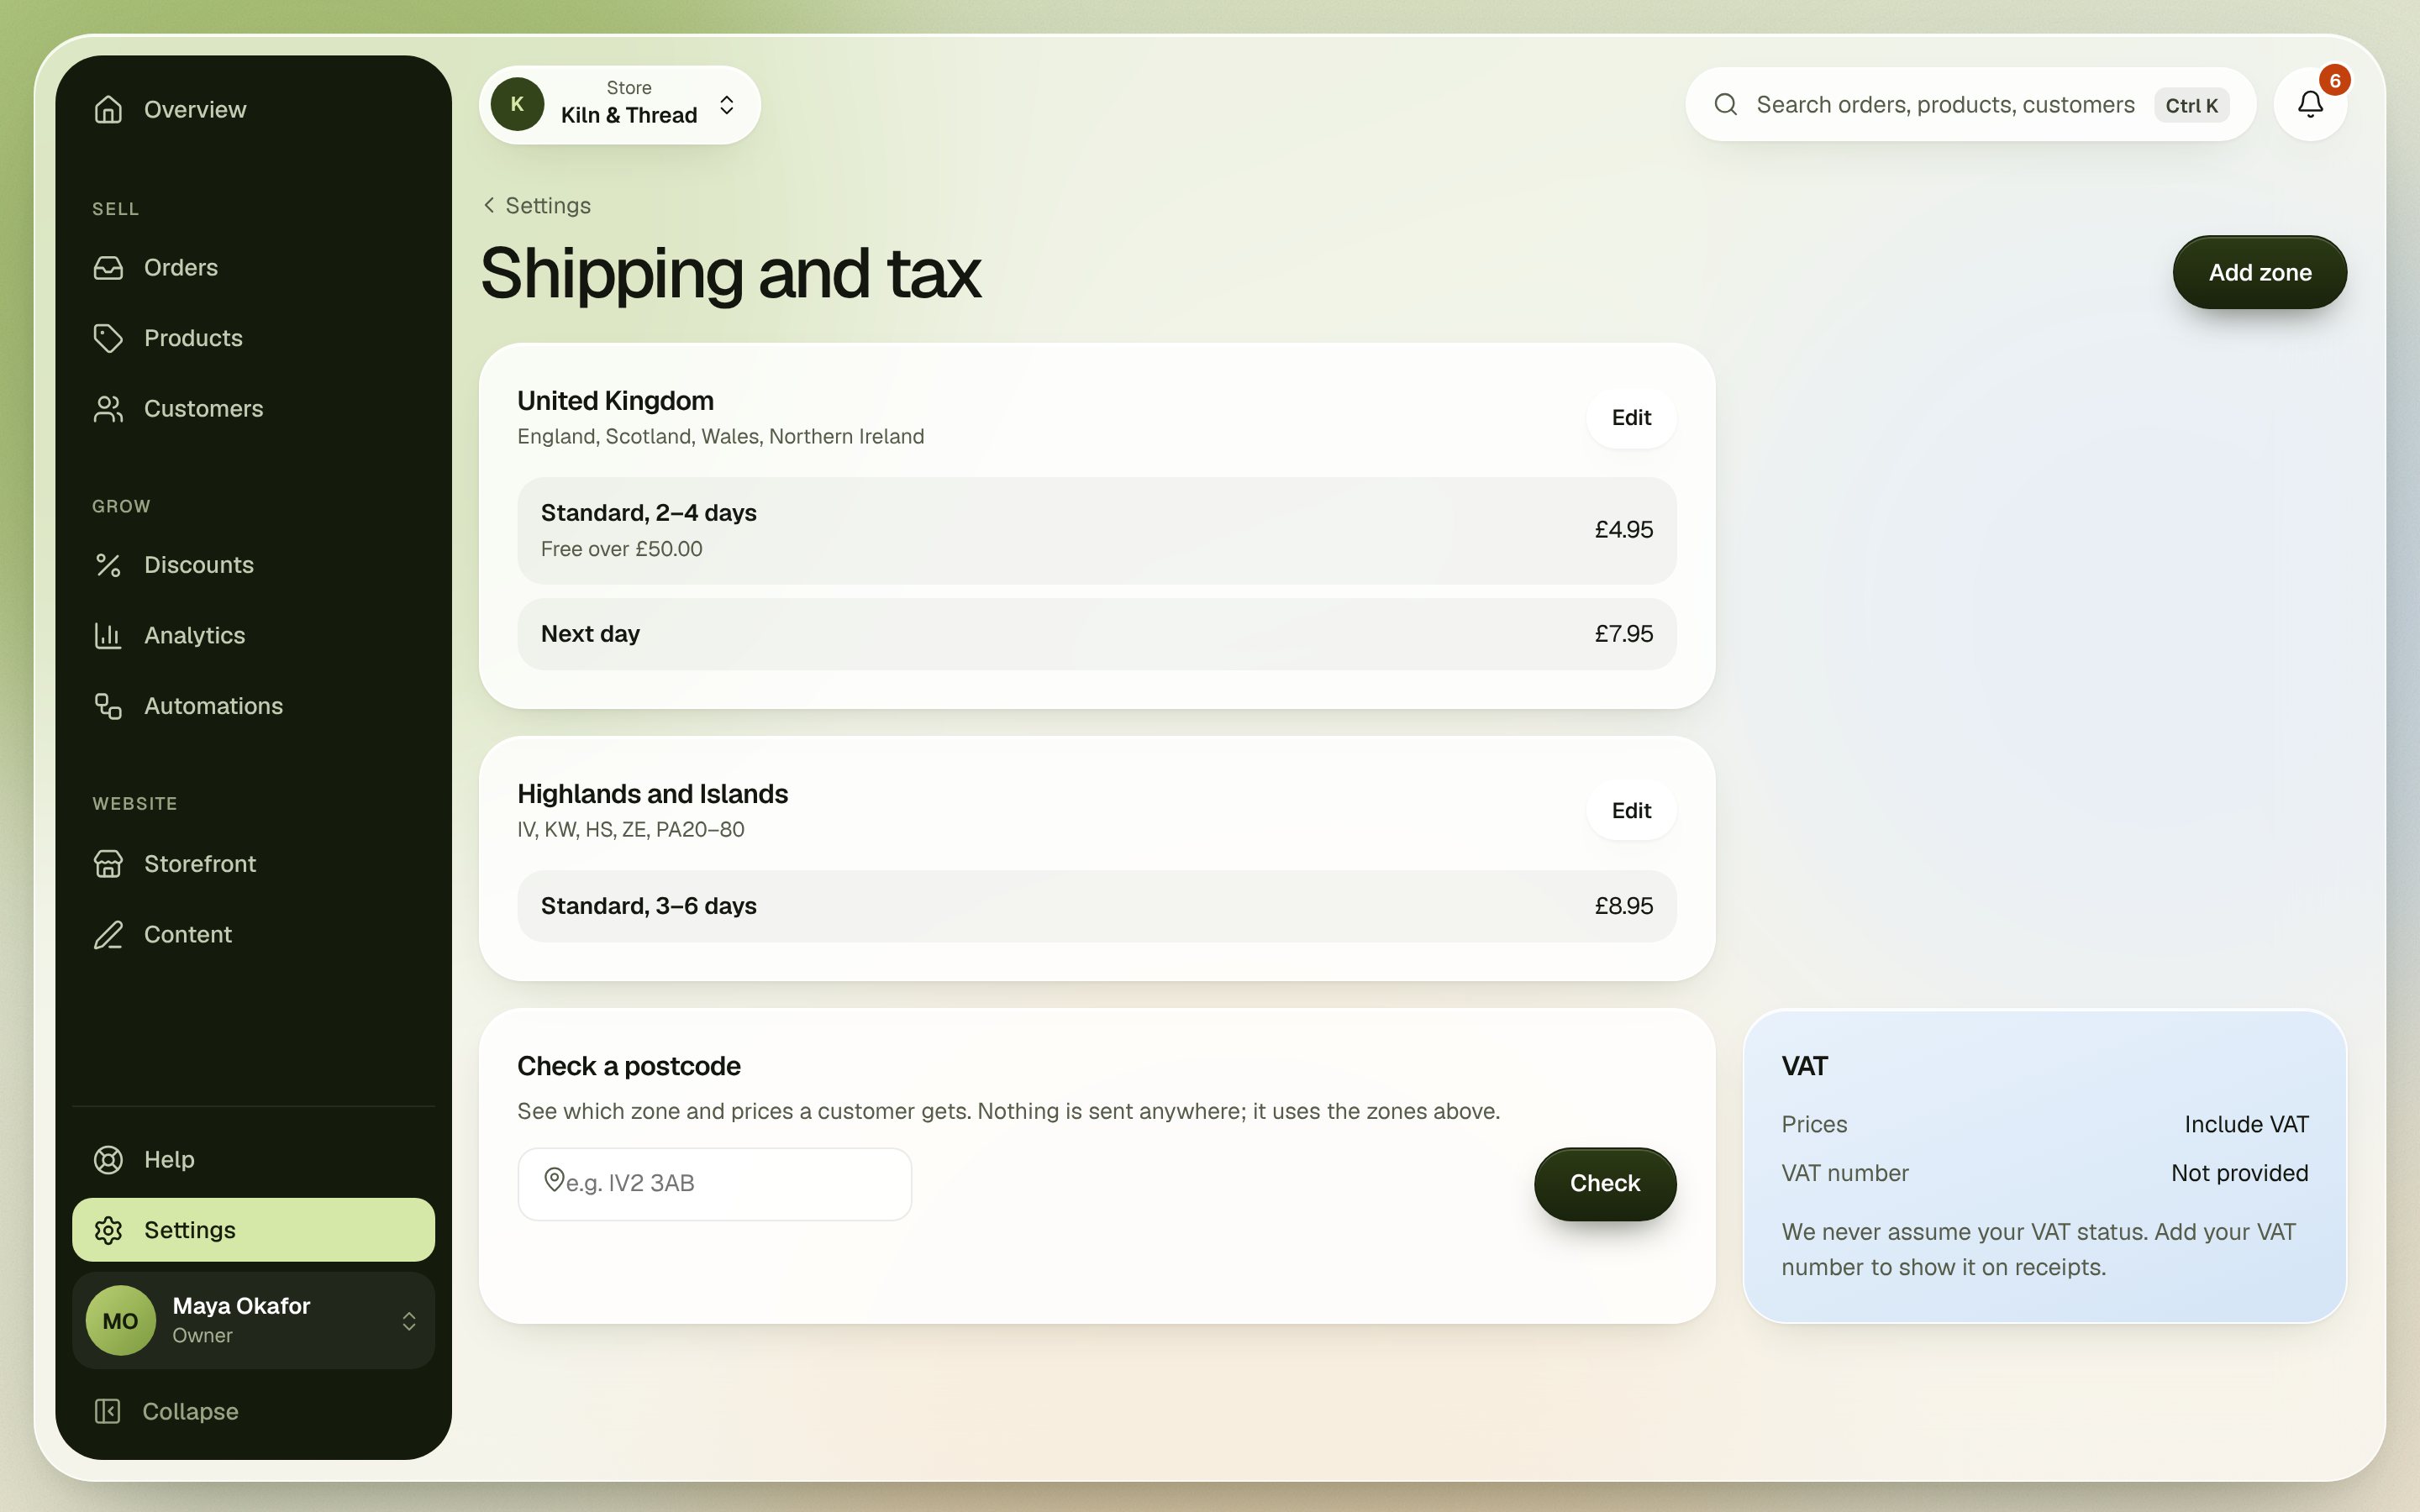 Overview
SELL
Orders
Products
Customers
GROW
Discounts
Analytics
Automations
WEBSITE
Storefront
Content
Help
Settings
MO
Maya Okafor
Owner
Collapse
K
Store
Kiln & Thread
Search orders, products, customers
Ctrl K
6
Settings
Shipping and tax
Add zone
United Kingdom
England, Scotland, Wales, Northern Ireland
Edit
Standard, 2–4 days
Free over £50.00
£4.95
Next day
£7.95
Highlands and Islands
IV, KW, HS, ZE, PA20–80
Edit
Standard, 3–6 days
£8.95
Check a postcode
See which zone and prices a customer gets. Nothing is sent anywhere; it uses the zones above.
e.g. IV2 3AB
Check
VAT
Prices
Include VAT
VAT number
Not provided
We never assume your VAT status. Add your VAT
number to show it on receipts.